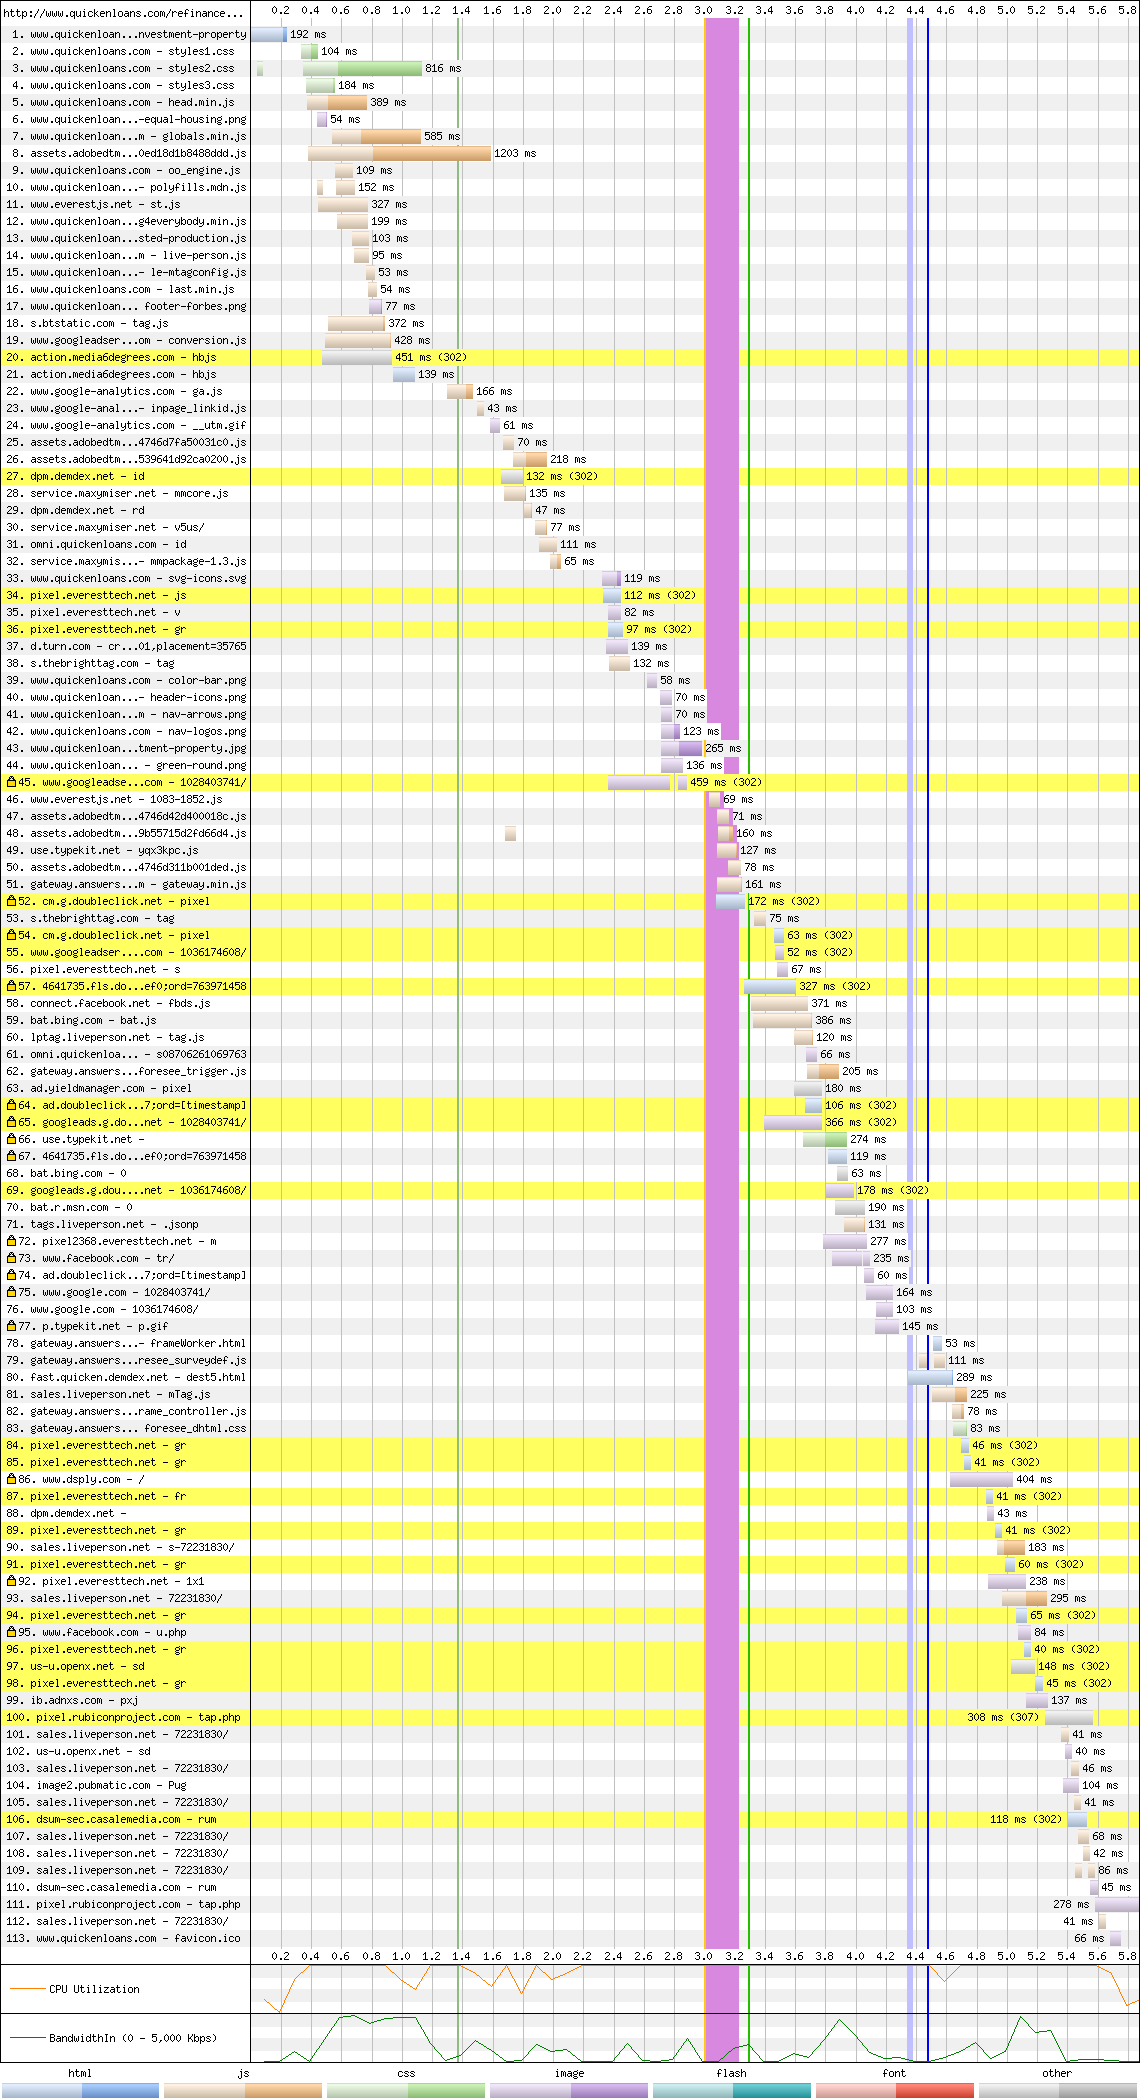 http://www.quickenloans.com/refinance...
0.2 0.4 0.6 0.8 1.0 1.2 1.4 1.6 1.8 2.0 2.2 2.4 2.6 2.8 3.0 3.2 3.4 3.6 3.8 4.0 4.2 4.4 4.6 4.8 5.0 5.2 5.4 5.6 5.8
1. www.quickenloan...nvestment-property 192 ms
2. www.quickenloans.com - styles1.css 104 ms
3. www.quickenloans.com - styles2.css 816 ms
4. www.quickenloans.com - styles3.css 184 ms
5. www.quickenloans.com - head.min.js 389 ms
6. www.quickenloan...-equal-housing.png 54 ms
7. www.quickenloan...m - globals.min.js 585 ms
8. assets.adobedtm...0ed18d1b8488ddd.js 1203 ms
9. www.quickenloans.com - oo_engine.js 109 ms
10. www.quickenloan...- polyfills.mdn.js 152 ms
11. www.everestjs.net - st.js 327 ms
12. www.quickenloan...g4everybody.min.js 199 ms
13. www.quickenloan...sted-production.js 103 ms
14. www.quickenloan...m - live-person.js 95 ms
15. www.quickenloan...- le-mtagconfig.js 53 ms
16. www.quickenloans.com - last.min.js 54 ms
17. www.quickenloan... footer-forbes.png 77 ms
18. s.btstatic.com - tag.js 372 ms
19. www.googleadser...om - conversion.js 428 ms
20. action.media6degrees.com - hbjs 451 ms (302)
21. action.media6degrees.com - hbjs 139 ms
22. www.google-analytics.com - ga.js 166 ms
23. www.google-anal...- inpage_linkid.js 43 ms
24. www.google-analytics.com - __utm.gif 61 ms
25. assets.adobedtm...4746d7fa50031c0.js 70 ms
26. assets.adobedtm...539641d92ca0200.js 218 ms
27. dpm.demdex.net - id 132 ms (302)
28. service.maxymiser.net - mmcore.js 135 ms
29. dpm.demdex.net - rd 47 ms
30. service.maxymiser.net - v5us/ 77 ms
31. omni.quickenloans.com - id 111 ms
32. service.maxymis...- mmpackage-1.3.js 65 ms
33. www.quickenloans.com - svg-icons.svg 119 ms
34. pixel.everesttech.net - js 112 ms (302)
35. pixel.everesttech.net - v 82 ms
36. pixel.everesttech.net - gr 97 ms (302)
37. d.turn.com - cr...01,placement=35765 139 ms
38. s.thebrighttag.com - tag 132 ms
39. www.quickenloans.com - color-bar.png 58 ms
40. www.quickenloan...- header-icons.png 70 ms
41. www.quickenloan...m - nav-arrows.png 70 ms
42. www.quickenloans.com - nav-logos.png 123 ms
43. www.quickenloan...tment-property.jpg 265 ms
44. www.quickenloan... - green-round.png 136 ms
45. www.googleadse...com - 1028403741/ 459 ms (302)
46. www.everestjs.net - 1083-1852.js 69 ms
47. assets.adobedtm...4746d42d400018c.js 71 ms
48. assets.adobedtm...9b55715d2fd66d4.js 160 ms
49. use.typekit.net - yqx3kpc.js 127 ms
50. assets.adobedtm...4746d311b001ded.js 78 ms
51. gateway.answers...m - gateway.min.js 161 ms
52. cm.g.doubleclick.net - pixel 172 ms (302)
53. s.thebrighttag.com - tag 75 ms
54. cm.g.doubleclick.net - pixel 63 ms (302)
55. www.googleadser....com - 1036174608/ 52 ms (302)
56. pixel.everesttech.net - s 67 ms
57. 4641735.fls.do...ef0;ord=763971458 327 ms (302)
58. connect.facebook.net - fbds.js 371 ms
59. bat.bing.com - bat.js 386 ms
60. lptag.liveperson.net - tag.js 120 ms
61. omni.quickenloa... - s08706261069763 66 ms
62. gateway.answers...foresee_trigger.js 205 ms
63. ad.yieldmanager.com - pixel 180 ms
64. ad.doubleclick...7;ord=[timestamp] 106 ms (302)
65. googleads.g.do...net - 1028403741/ 366 ms (302)
66. use.typekit.net - 274 ms
67. 4641735.fls.do...ef0;ord=763971458 119 ms
68. bat.bing.com - 0 63 ms
69. googleads.g.dou....net - 1036174608/ 178 ms (302)
70. bat.r.msn.com - 0 190 ms
71. tags.liveperson.net - .jsonp 131 ms
72. pixel2368.everesttech.net - m 277 ms
73. www.facebook.com - tr/ 235 ms
74. ad.doubleclick...7;ord=[timestamp] 60 ms
75. www.google.com - 1028403741/ 164 ms
76. www.google.com - 1036174608/ 103 ms
77. p.typekit.net - p.gif 145 ms
78. gateway.answers...- frameWorker.html 53 ms
79. gateway.answers...resee_surveydef.js 111 ms
80. fast.quicken.demdex.net - dest5.html 289 ms
81. sales.liveperson.net - mTag.js 225 ms
82. gateway.answers...rame_controller.js 78 ms
83. gateway.answers... foresee_dhtml.css 83 ms
84. pixel.everesttech.net - gr 46 ms (302)
85. pixel.everesttech.net - gr 41 ms (302)
86. www.dsply.com - / 404 ms
87. pixel.everesttech.net - fr 41 ms (302)
88. dpm.demdex.net - 43 ms
89. pixel.everesttech.net - gr 41 ms (302)
90. sales.liveperson.net - s-72231830/ 183 ms
91. pixel.everesttech.net - gr 60 ms (302)
92. pixel.everesttech.net - 1x1 238 ms
93. sales.liveperson.net - 72231830/ 295 ms
94. pixel.everesttech.net - gr 65 ms (302)
95. www.facebook.com - u.php 84 ms
96. pixel.everesttech.net - gr 40 ms (302)
97. us-u.openx.net - sd 148 ms (302)
98. pixel.everesttech.net - gr 45 ms (302)
99. ib.adnxs.com - pxj 137 ms
100. pixel.rubiconproject.com - tap.php 308 ms (307)
101. sales.liveperson.net - 72231830/ 41 ms
102. us-u.openx.net - sd 40 ms
103. sales.liveperson.net - 72231830/ 46 ms
104. image2.pubmatic.com - Pug 104 ms
105. sales.liveperson.net - 72231830/ 41 ms
106. dsum-sec.casalemedia.com - rum 118 ms (302)
107. sales.liveperson.net - 72231830/ 68 ms
108. sales.liveperson.net - 72231830/ 42 ms
109. sales.liveperson.net - 72231830/ 86 ms
110. dsum-sec.casalemedia.com - rum 45 ms
111. pixel.rubiconproject.com - tap.php 278 ms
112. sales.liveperson.net - 72231830/ 41 ms
113. www.quickenloans.com - favicon.ico 66 ms
0.2 0.4 0.6 0.8 1.0 1.2 1.4 1.6 1.8 2.0 2.2 2.4 2.6 2.8 3.0 3.2 3.4 3.6 3.8 4.0 4.2 4.4 4.6 4.8 5.0 5.2 5.4 5.6 5.8
CPU Utilization
BandwidthIn (0 - 5,000 Kbps)
html js css image flash font other